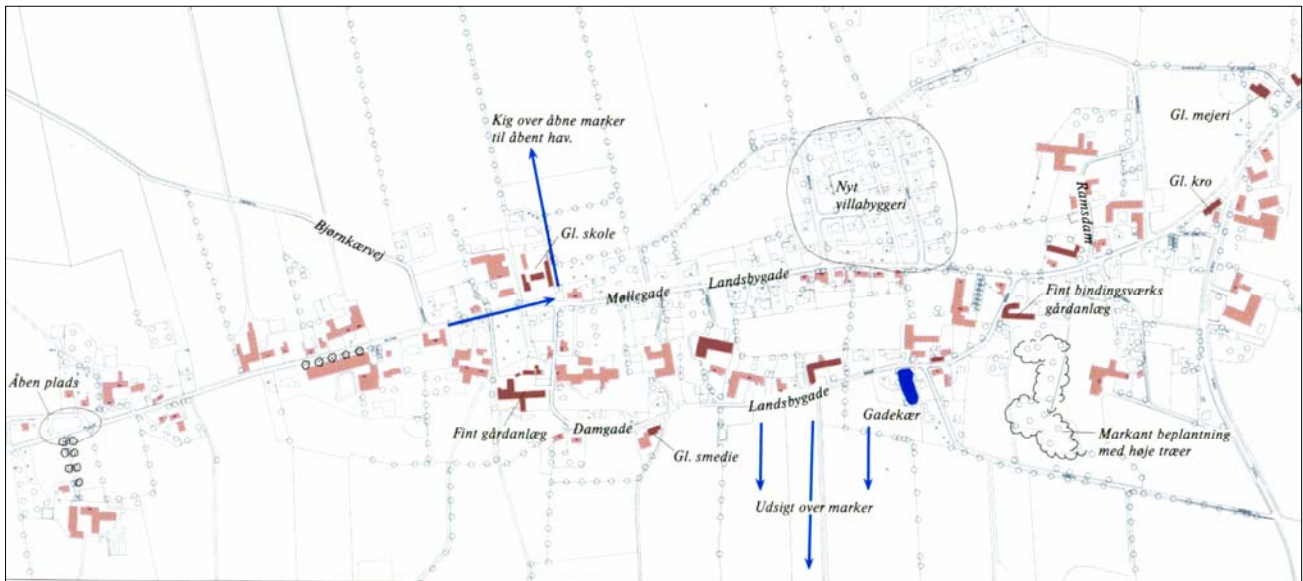 Kig over åbne marker
til åbent hav.
Gl. mejeri
Nyt
villabyggeri
Gl. kro
Ramsdam
Bjørnkærvej
Gl. skole
Landsbygade
Møllegade
Fint bindingsværks
gårdanlæg
Åben plads
Landsbygade
Gadekær
Damgade
Fint gårdanlæg
Markant beplantning
med høje træer
Gl. smedie
Udsigt over marker